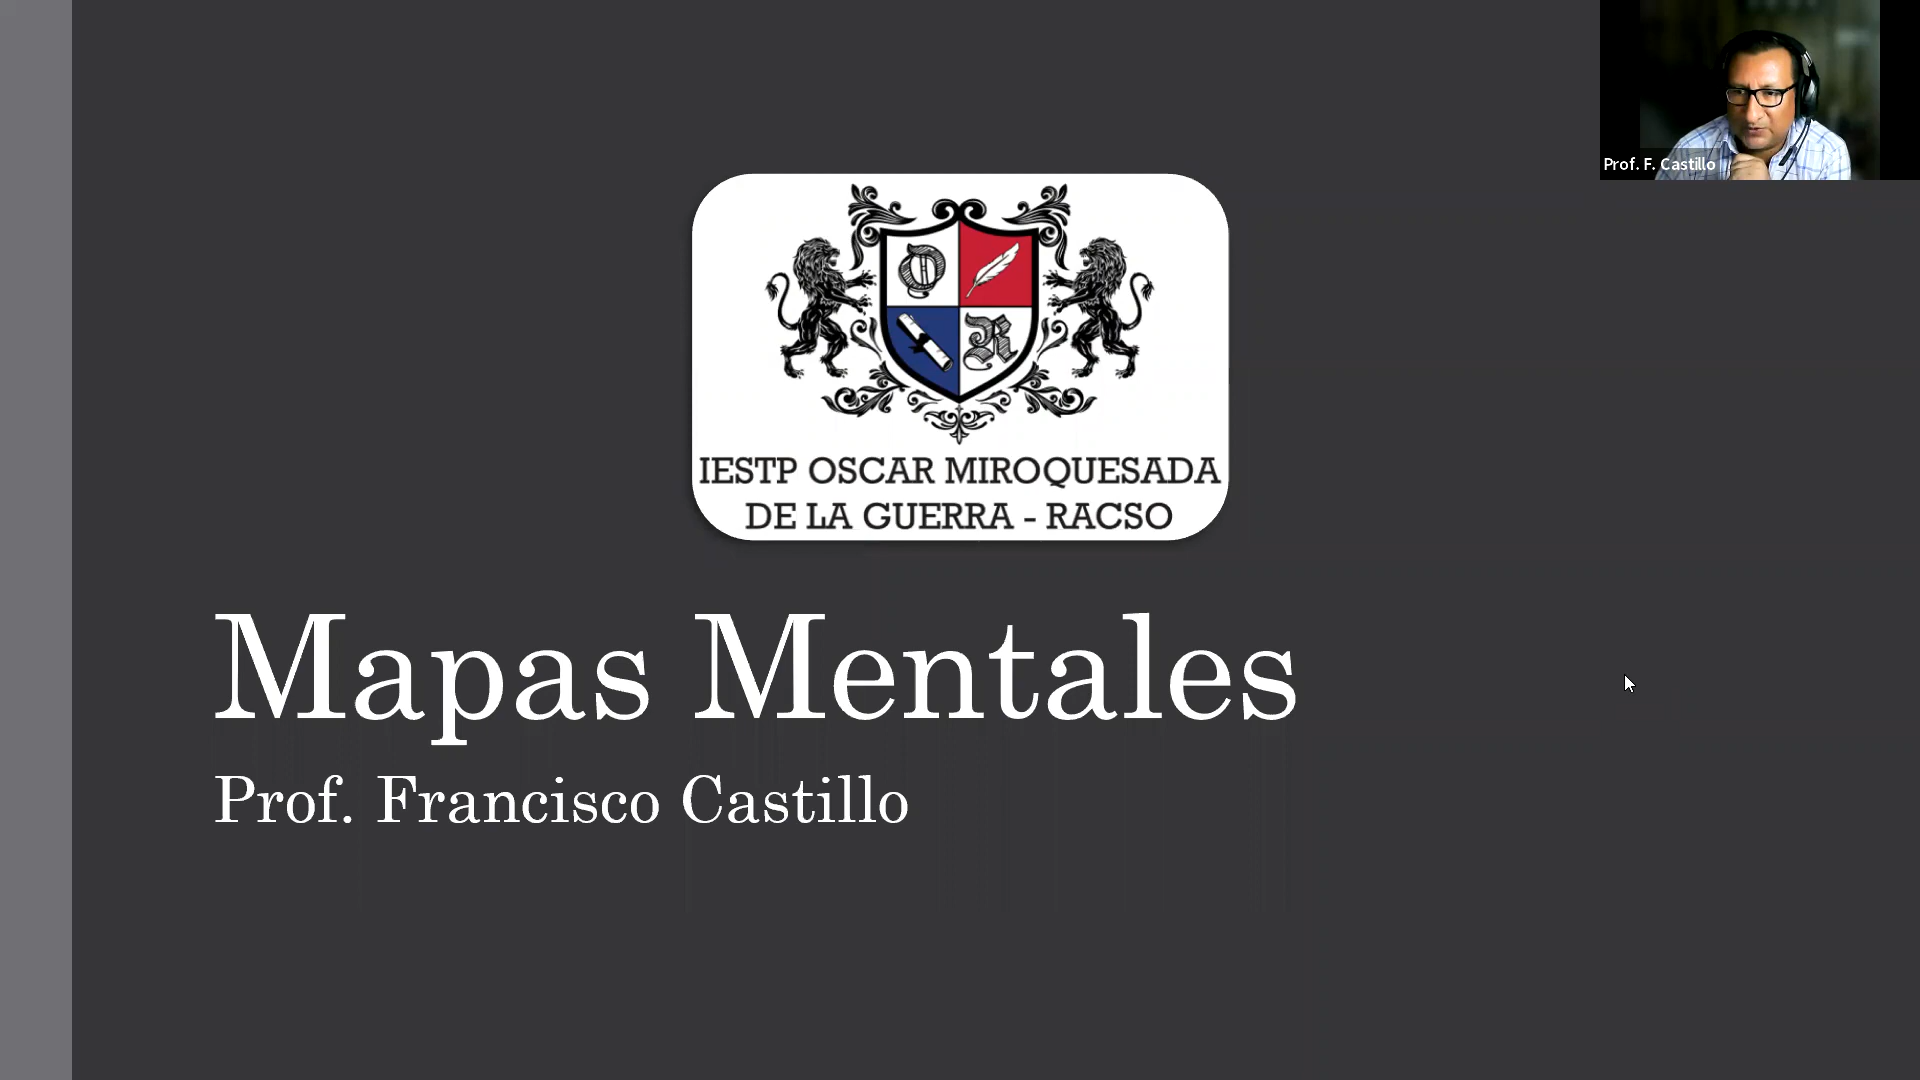 Prof. F. Castillo
IESTP OSCAR MIROQUESADA
DE LA GUERRA - RACSO
Mapas Mentales
Prof. Francisco Castillo